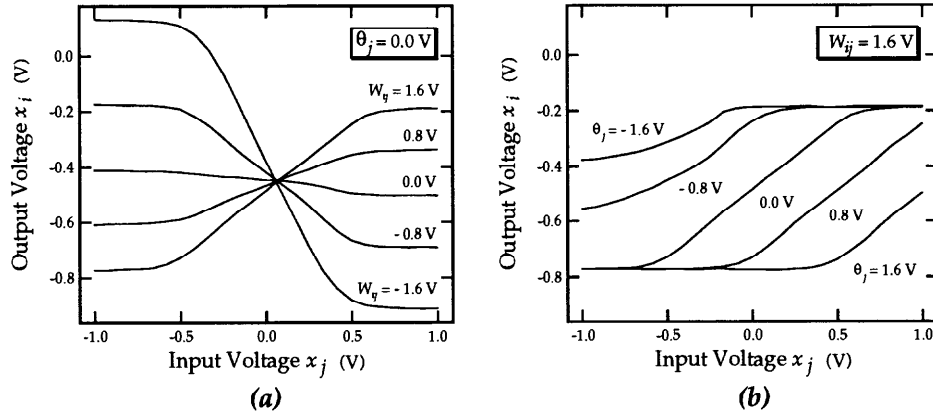 θj = 0.0 V
Output Voltage xi (V)
0.0
-0.2
-0.4
-0.6
-0.8
Wij = 1.6 V
0.8 V
0.0 V
- 0.8 V
Wij = - 1.6 V
-1.0
-0.5
0.0
0.5
1.0
Input Voltage xj (V)
(a)
Wij = 1.6 V
Output Voltage xi (V)
0.0
-0.2
-0.4
-0.6
-0.8
θj = - 1.6 V
- 0.8 V
0.0 V
0.8 V
θj = 1.6 V
-1.0
-0.5
0.0
0.5
1.0
Input Voltage xj (V)
(b)